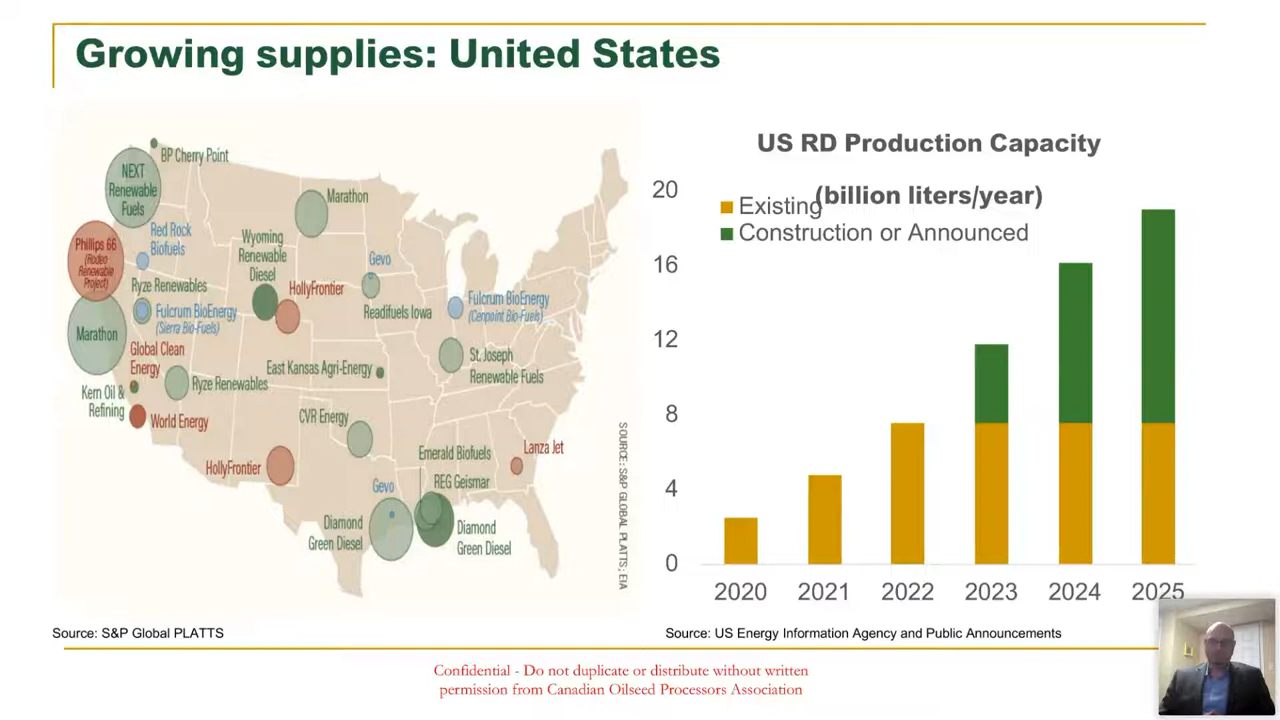 Growing supplies: United States
BP Cherry Point
NEXT
Renewable
Fuels
Marathon
Red Rock
Biofuels
Phillips 66
(Rodeo
Renewable
Project)
Wyoming
Renewable
Diesel
Gevo
Ryze Renewables
HollyFrontier
Fulcrum BioEnergy
(Sierra Bio-Fuels)
Readifuels Iowa
Fulcrum BioEnergy
(Cenpoint Bio-Fuels)
Marathon
Global Clean
Energy
East Kansas Agri-Energy
St. Joseph
Renewable Fuels
Kern Oil &
Refining
Ryze Renewables
World Energy
CVR Energy
HollyFrontier
Emerald Biofuels
Lanza Jet
REG Geismar
Gevo
Diamond
Green Diesel
Diamond
Green Diesel
SOURCE: S&P GLOBAL PLATTS; EIA
Source: S&P Global PLATTS
US RD Production Capacity
(billion liters/year)
Existing
Construction or Announced
20
16
12
8
4
0
2020 2021 2022 2023 2024 2025
Source: US Energy Information Agency and Public Announcements
Confidential - Do not duplicate or distribute without written
permission from Canadian Oilseed Processors Association